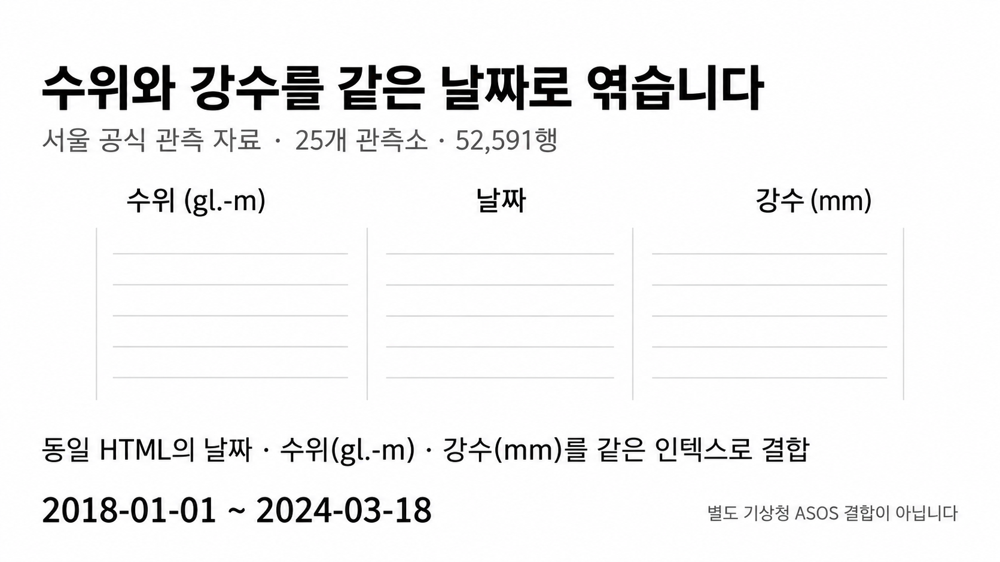 수위와 강수를 같은 날짜로 엮습니다
서울 공식 관측 자료 · 25개 관측소 · 52,591행
수위 (gl.-m) 날짜 강수 (mm)
동일 HTML의 날짜 · 수위(gl.-m) · 강수(mm)를 같은 인덱스로 결합
2018-01-01 ~ 2024-03-18
별도 기상청 ASOS 결합이 아닙니다